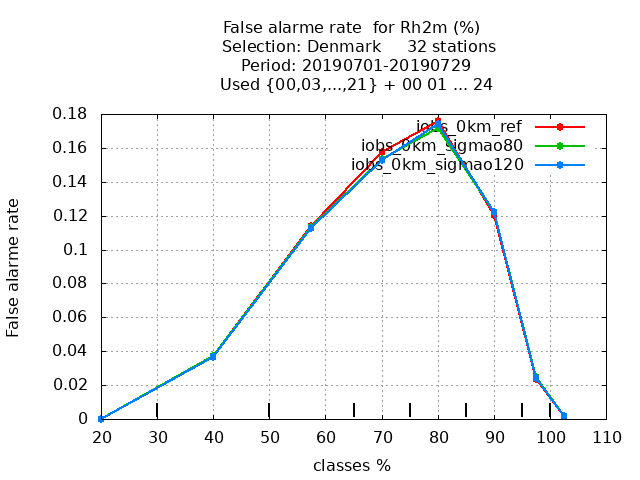 False alarme rate  for Rh2m (%)
Selection: Denmark     32 stations
Period: 20190701-20190729
Used {00,03,...,21} + 00 01 ... 24
iobs_0km_ref
iobs_0km_sigmao80
iobs_0km_sigmao120
False alarme rate
0.18
0.16
0.14
0.12
0.1
0.08
0.06
0.04
0.02
0
20 30 40 50 60 70 80 90 100 110
classes %